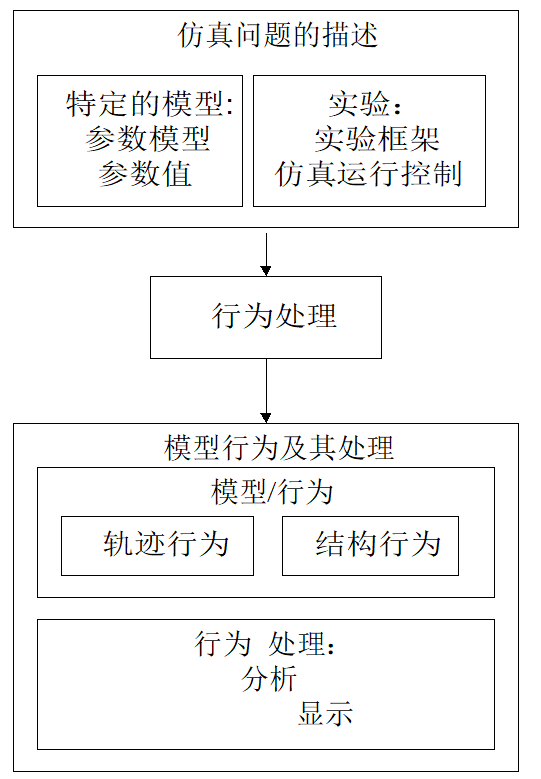 仿真问题的描述
特定的模型:
参数模型
参数值
实验:
实验框架
仿真运行控制
行为处理
模型行为及其处理
模型/行为
轨迹行为
结构行为
行为 处理:
分析
显示